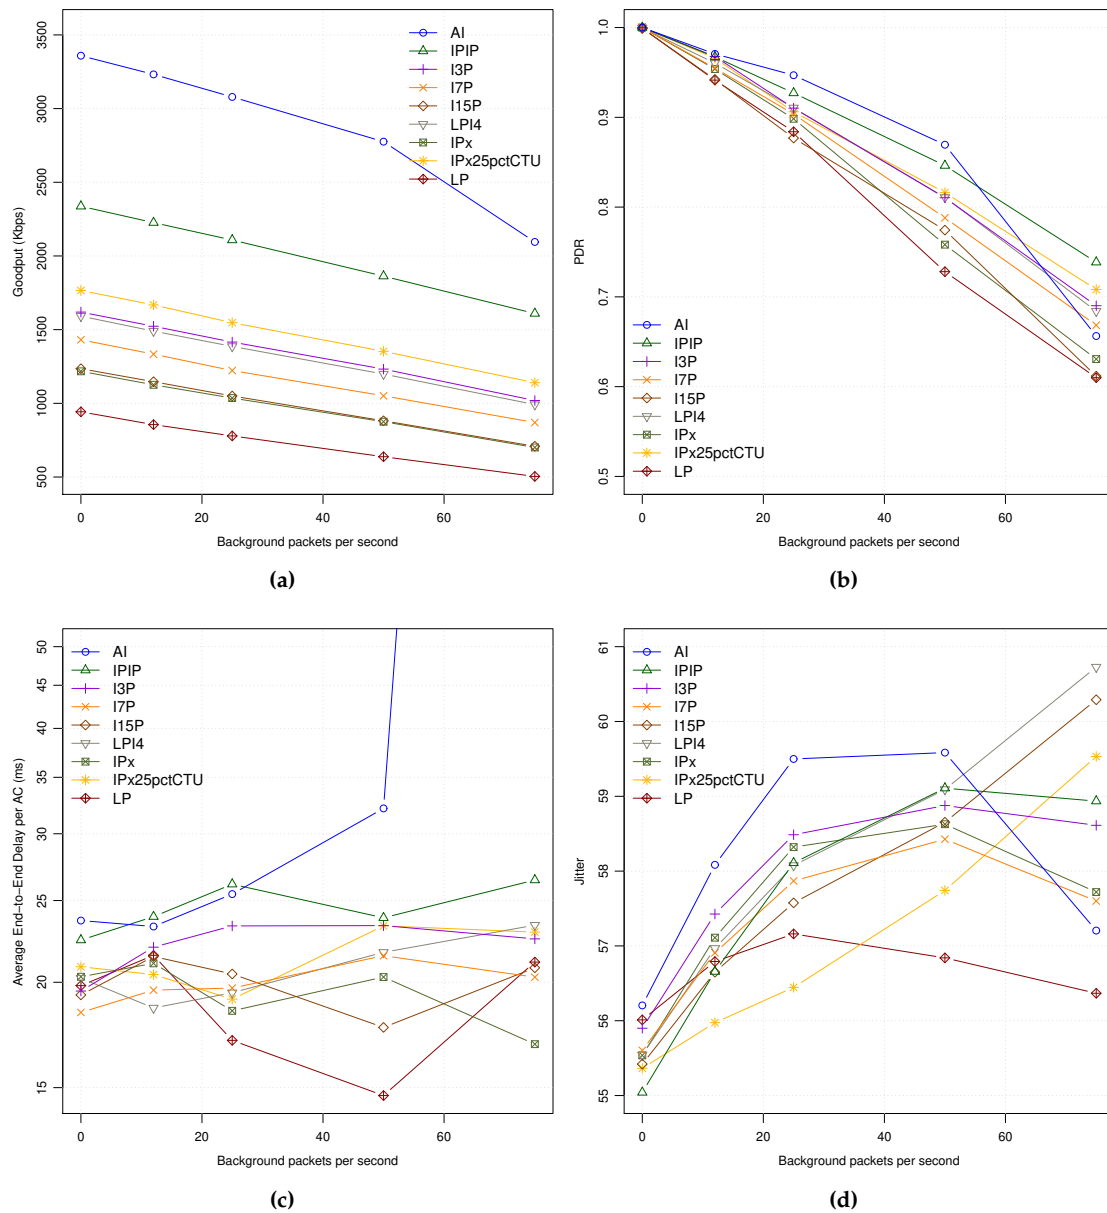 3500
3000
2500
2000
1500
1000
500
Goodput (Kbps)
AI
IPIP
I3P
I7P
I15P
LPI4
IPx
IPx25pctCTU
LP
0 20 40 60
Background packets per second
(a)
1.0
0.9
0.8
0.7
0.6
0.5
PDR
AI
IPIP
I3P
I7P
I15P
LPI4
IPx
IPx25pctCTU
LP
0 20 40 60
Background packets per second
(b)
50
45
40
35
30
25
20
15
Average End−to−End Delay per AC (ms)
AI
IPIP
I3P
I7P
I15P
LPI4
IPx
IPx25pctCTU
LP
0 20 40 60
Background packets per second
(c)
61
60
59
58
57
56
55
Jitter
AI
IPIP
I3P
I7P
I15P
LPI4
IPx
IPx25pctCTU
LP
0 20 40 60
Background packets per second
(d)